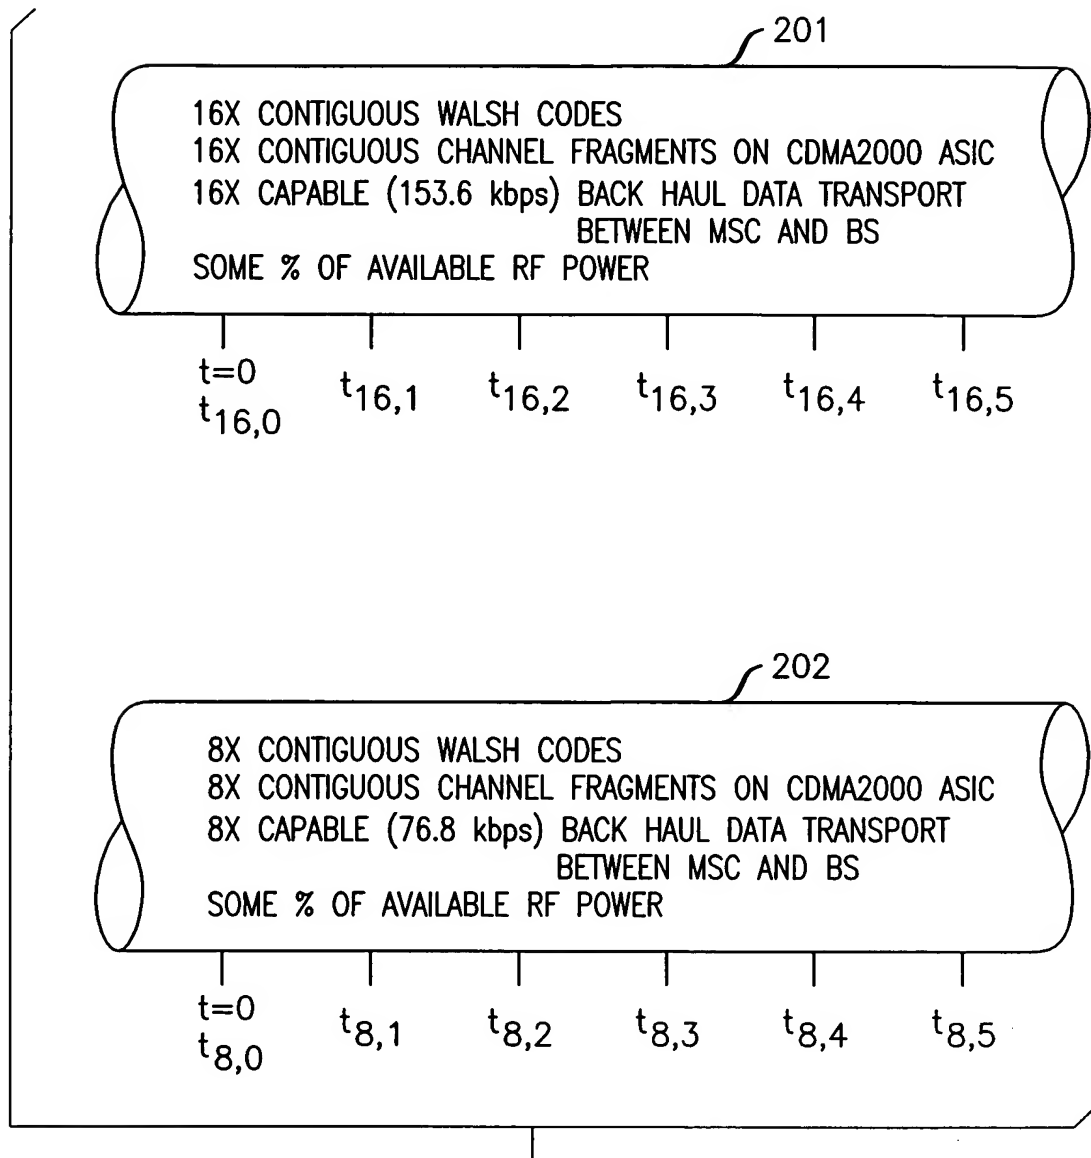 201
16X CONTIGUOUS WALSH CODES
16X CONTIGUOUS CHANNEL FRAGMENTS ON CDMA2000 ASIC
16X CAPABLE (153.6 kbps) BACK HAUL DATA TRANSPORT
BETWEEN MSC AND BS
SOME % OF AVAILABLE RF POWER
t=0
t16,0 t16,1 t16,2 t16,3 t16,4 t16,5
202
8X CONTIGUOUS WALSH CODES
8X CONTIGUOUS CHANNEL FRAGMENTS ON CDMA2000 ASIC
8X CAPABLE (76.8 kbps) BACK HAUL DATA TRANSPORT
BETWEEN MSC AND BS
SOME % OF AVAILABLE RF POWER
t=0
t8,0 t8,1 t8,2 t8,3 t8,4 t8,5